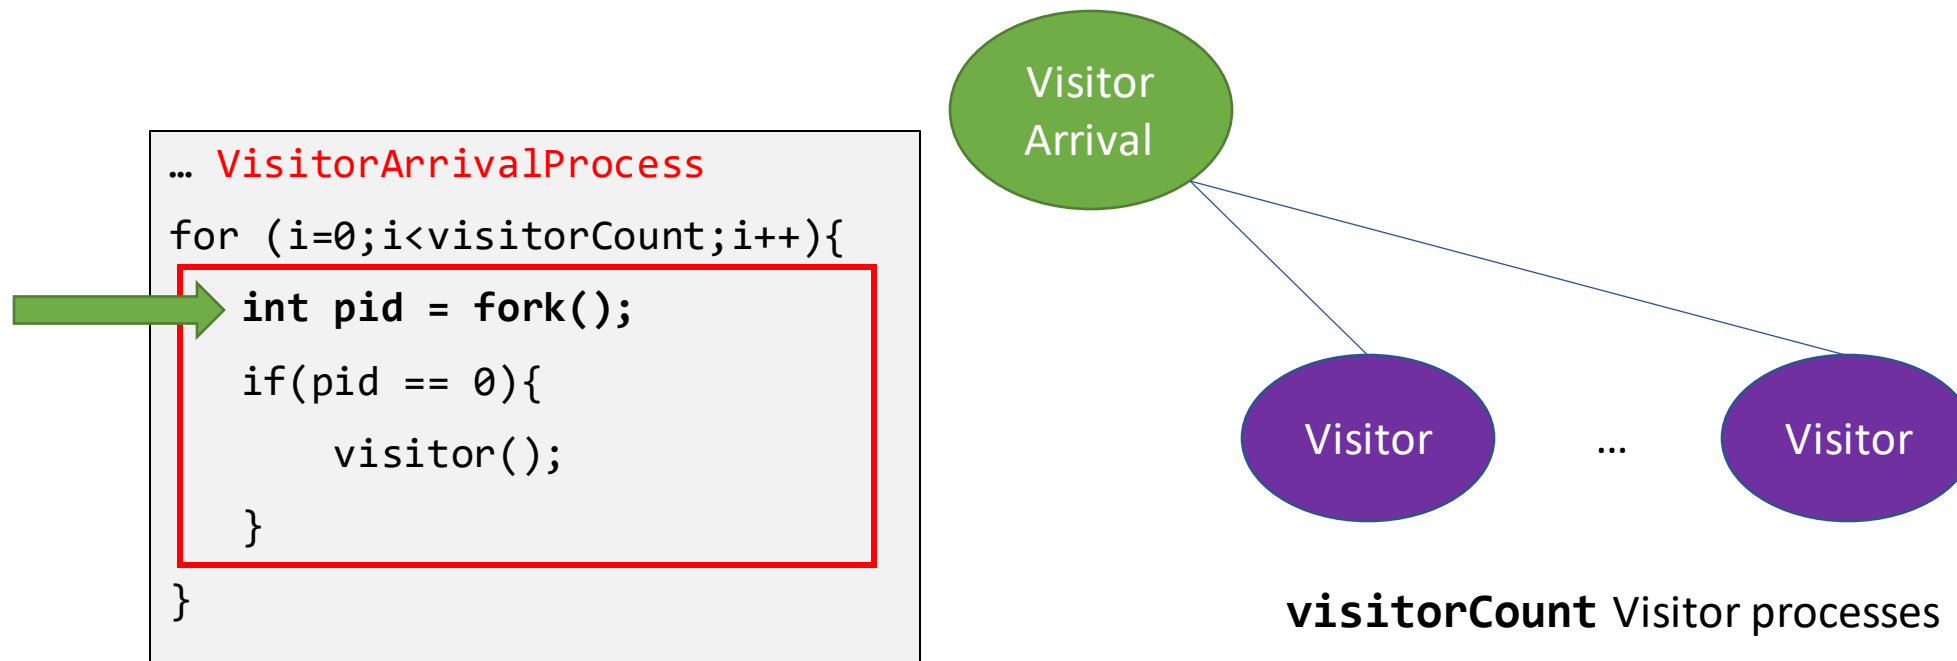 … VisitorArrivalProcess
for (i=0;i<visitorCount;i++){
int pid = fork();
if(pid == 0){
visitor();
}
}
Visitor
Arrival
Visitor
...
Visitor
visitorCount Visitor processes